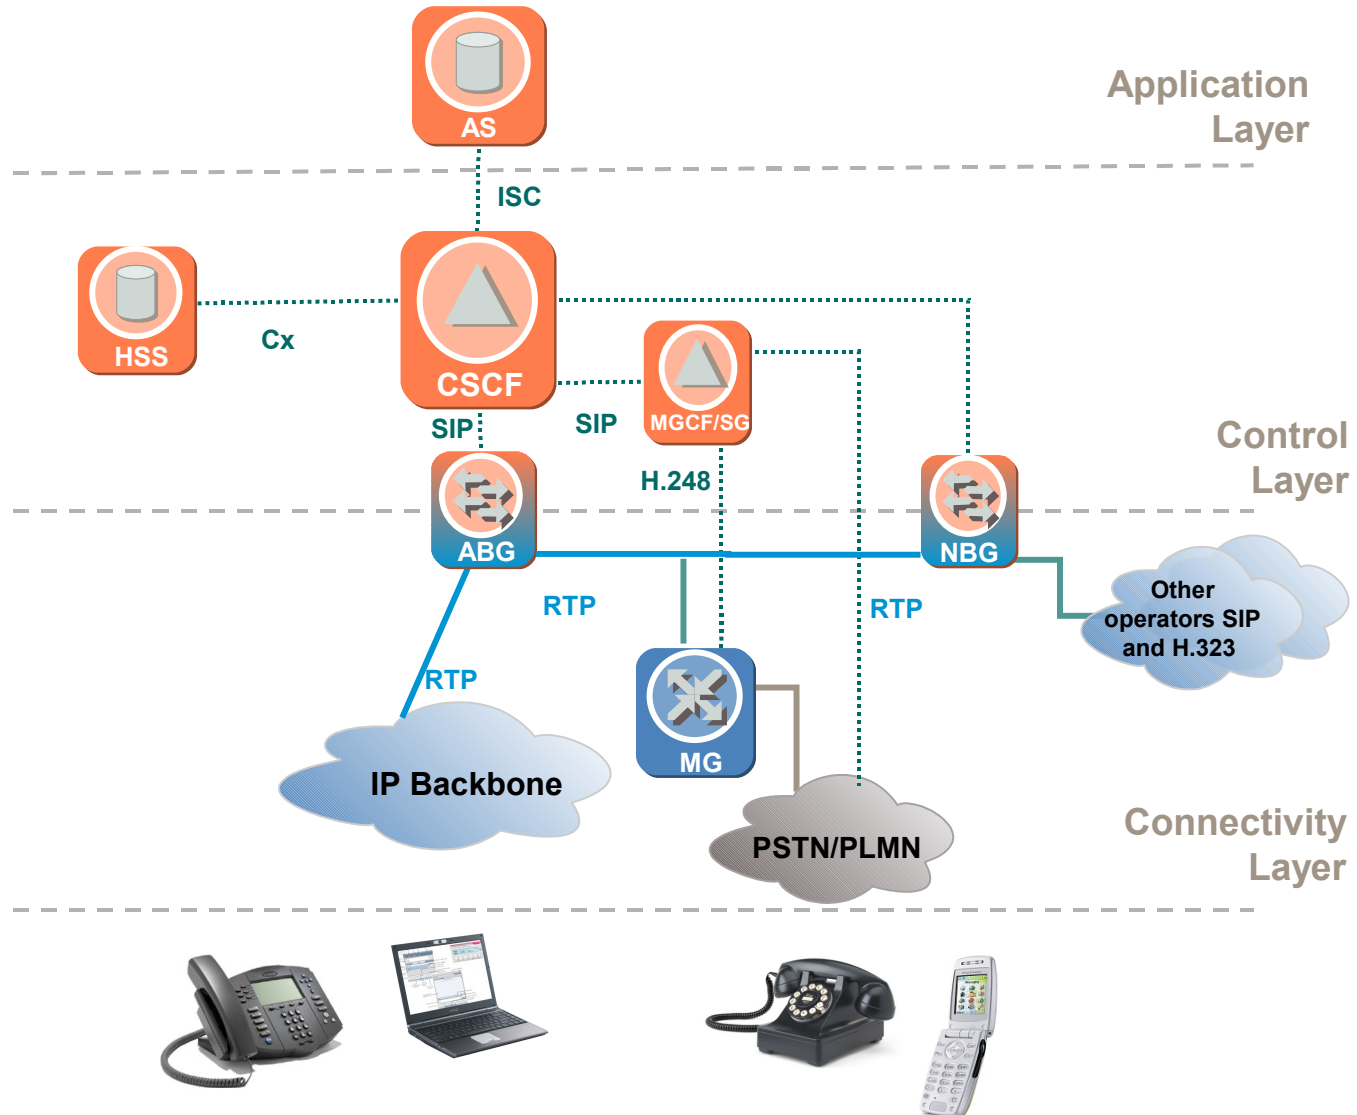 AS
Application
Layer
ISC
HSS
Cx
CSCF
SIP
SIP
MGCF/SG
H.248
Control
Layer
ABG
NBG
RTP
RTP
Other
operators SIP
and H.323
RTP
MG
IP Backbone
PSTN/PLMN
Connectivity
Layer